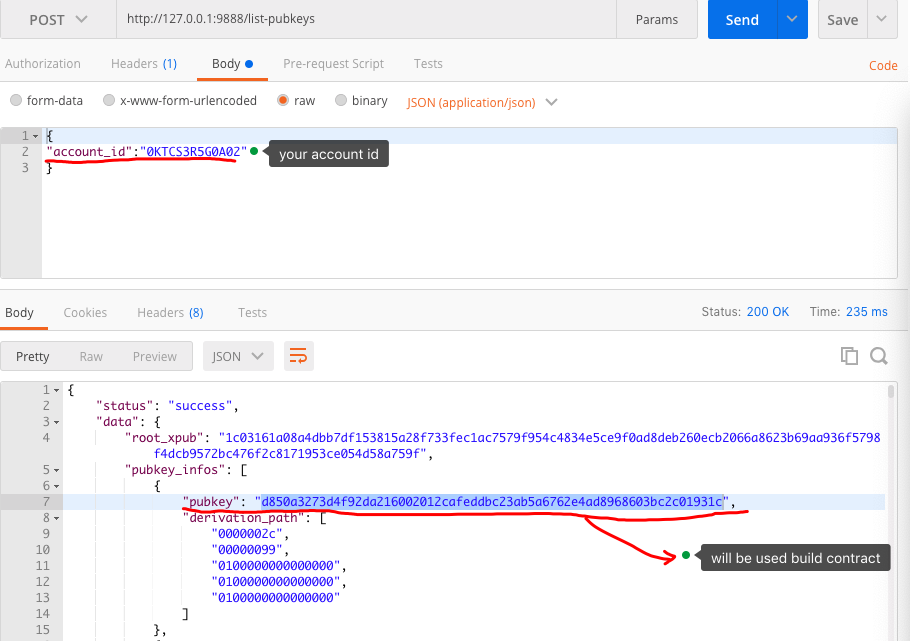 POST http://127.0.0.1:9888/list-pubkeys Params Send Save
Authorization Headers (1) Body Pre-request Script Tests Code
form-data x-www-form-urlencoded raw binary JSON (application/json)
1 {
2 "account_id":"0KTCS3R5G0A02" your account id
3 }
Body Cookies Headers (8) Tests Status: 200 OK Time: 235 ms
Pretty Raw Preview JSON
1 {
2 "status": "success",
3 "data": {
4 "root_xpub": "1c03161a08a4dbb7df153815a28f733fec1ac7579f954c4834e5ce9f0ad8deb260ecb2066a8623b69aa936f5798
f4dcb9572bc476f2c8171953ce054d58a759f",
5 "pubkey_infos": [
6 {
7 "pubkey": "d850a3273d4f92da216002012cafeddbc23ab5a6762e4ad8968603bc2c01931c",
8 "derivation_path": [
9 "0000002c",
10 "00000099",
11 "0100000000000000",
12 "0100000000000000",
13 "0100000000000000"
14 ]
15 },
will be used build contract